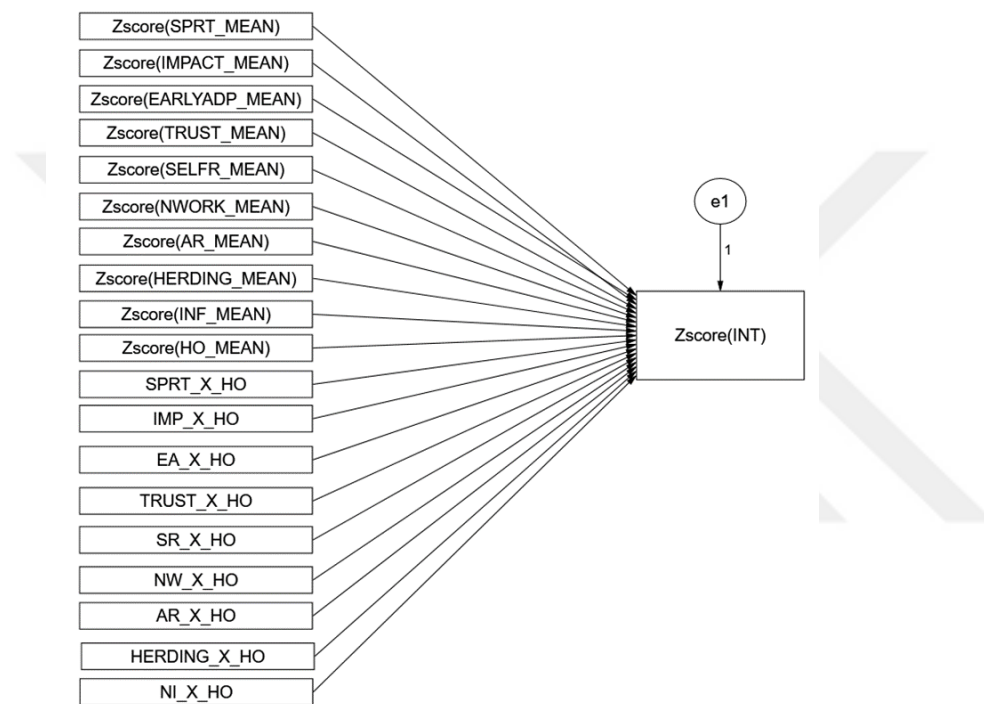 Zscore(SPRT_MEAN)
Zscore(IMPACT_MEAN)
Zscore(EARLYADP_MEAN)
Zscore(TRUST_MEAN)
Zscore(SELFR_MEAN)
Zscore(NWORK_MEAN)
Zscore(AR_MEAN)
Zscore(HERDING_MEAN)
Zscore(INF_MEAN)
Zscore(HO_MEAN)
SPRT_X_HO
IMP_X_HO
EA_X_HO
TRUST_X_HO
SR_X_HO
NW_X_HO
AR_X_HO
HERDING_X_HO
NI_X_HO
e1
1
Zscore(INT)